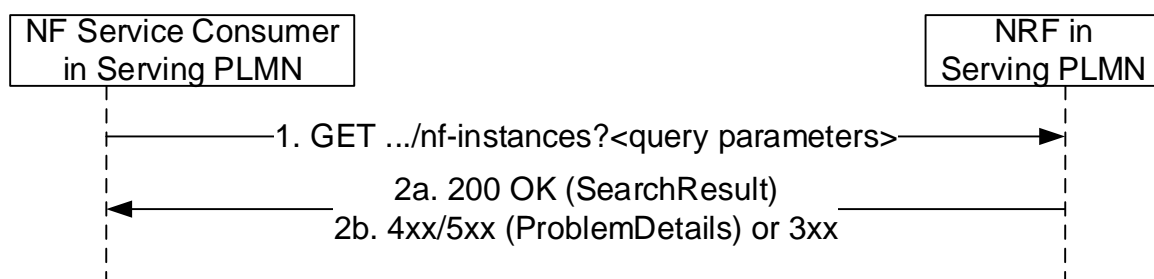 NF Service Consumer
in Serving PLMN
NRF in
Serving PLMN
1. GET .../nf-instances?<query parameters>
2a. 200 OK (SearchResult)
2b. 4xx/5xx (ProblemDetails) or 3xx